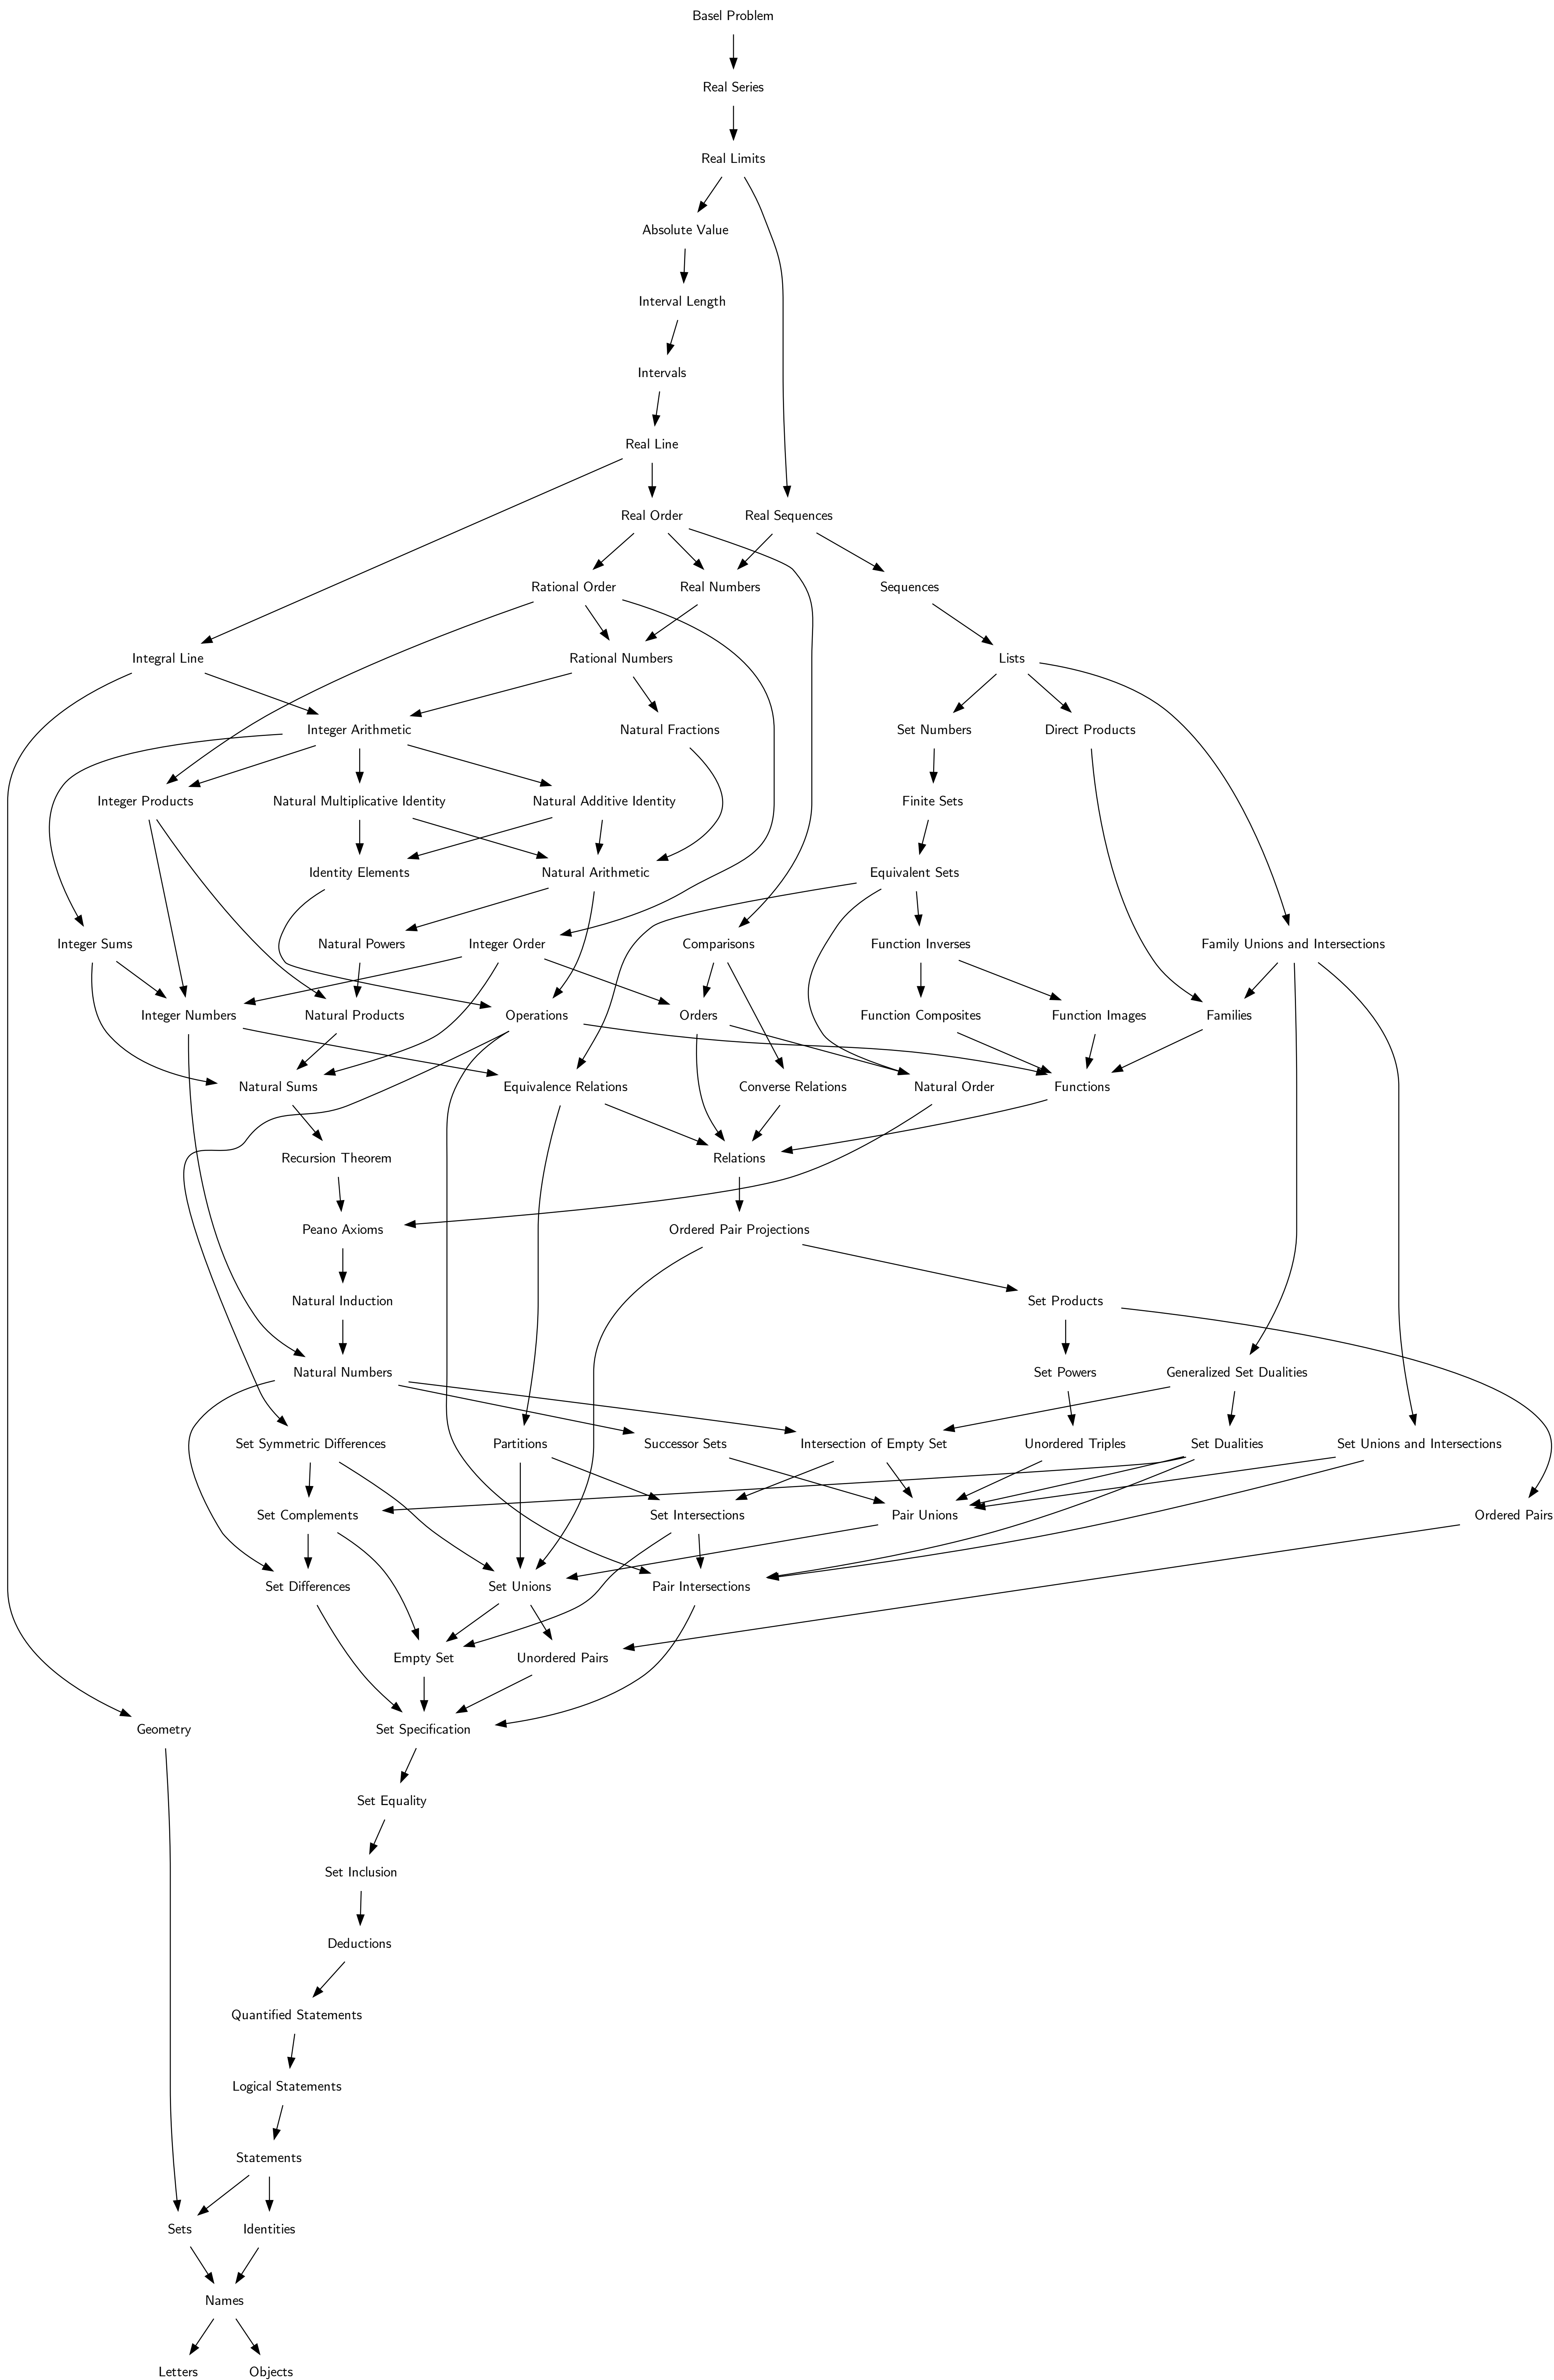 Basel Problem
Real Series
Real Limits
Absolute Value
Interval Length
Intervals
Real Line
Real Order
Real Sequences
Rational Order
Real Numbers
Sequences
Integral Line
Rational Numbers
Lists
Integer Arithmetic
Natural Fractions
Set Numbers
Direct Products
Integer Products
Natural Multiplicative Identity
Natural Additive Identity
Finite Sets
Identity Elements
Natural Arithmetic
Equivalent Sets
Integer Sums
Natural Powers
Integer Order
Comparisons
Function Inverses
Family Unions and Intersections
Integer Numbers
Natural Products
Operations
Orders
Function Composites
Function Images
Families
Natural Sums
Equivalence Relations
Converse Relations
Natural Order
Functions
Recursion Theorem
Relations
Peano Axioms
Ordered Pair Projections
Natural Induction
Set Products
Natural Numbers
Set Powers
Generalized Set Dualities
Set Symmetric Differences
Partitions
Successor Sets
Intersection of Empty Set
Unordered Triples
Set Dualities
Set Unions and Intersections
Set Complements
Set Intersections
Pair Unions
Ordered Pairs
Set Differences
Set Unions
Pair Intersections
Empty Set
Unordered Pairs
Geometry
Set Specification
Set Equality
Set Inclusion
Deductions
Quantified Statements
Logical Statements
Statements
Sets
Identities
Names
Letters
Objects